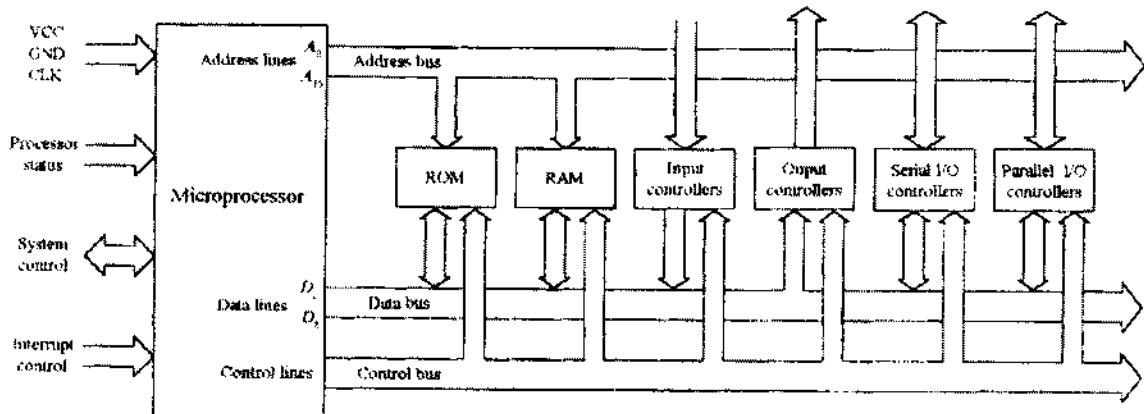 VCC
GND
CLK
Processor
status
System
control
Interrupt
control
Microprocessor
Address lines
Data lines
Control lines
Address bus
ROM
RAM
Input
controllers
Ouput
controllers
Serial I/O
controllers
Parallel I/O
controllers
Data bus
Control bus